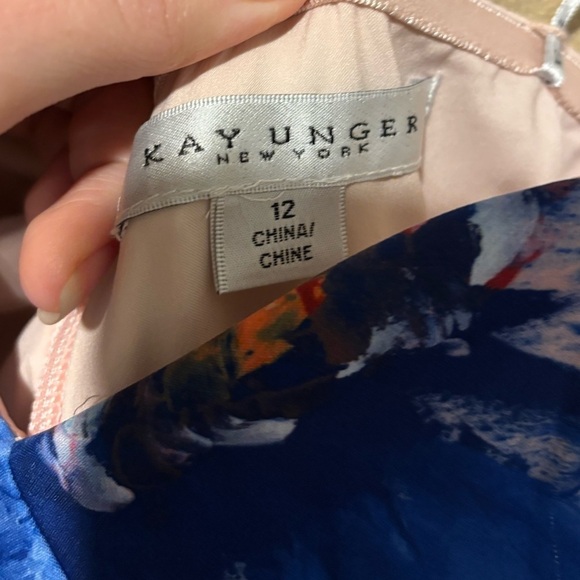 KAY UNGER
NEW YORK
12
CHINA/
CHINE